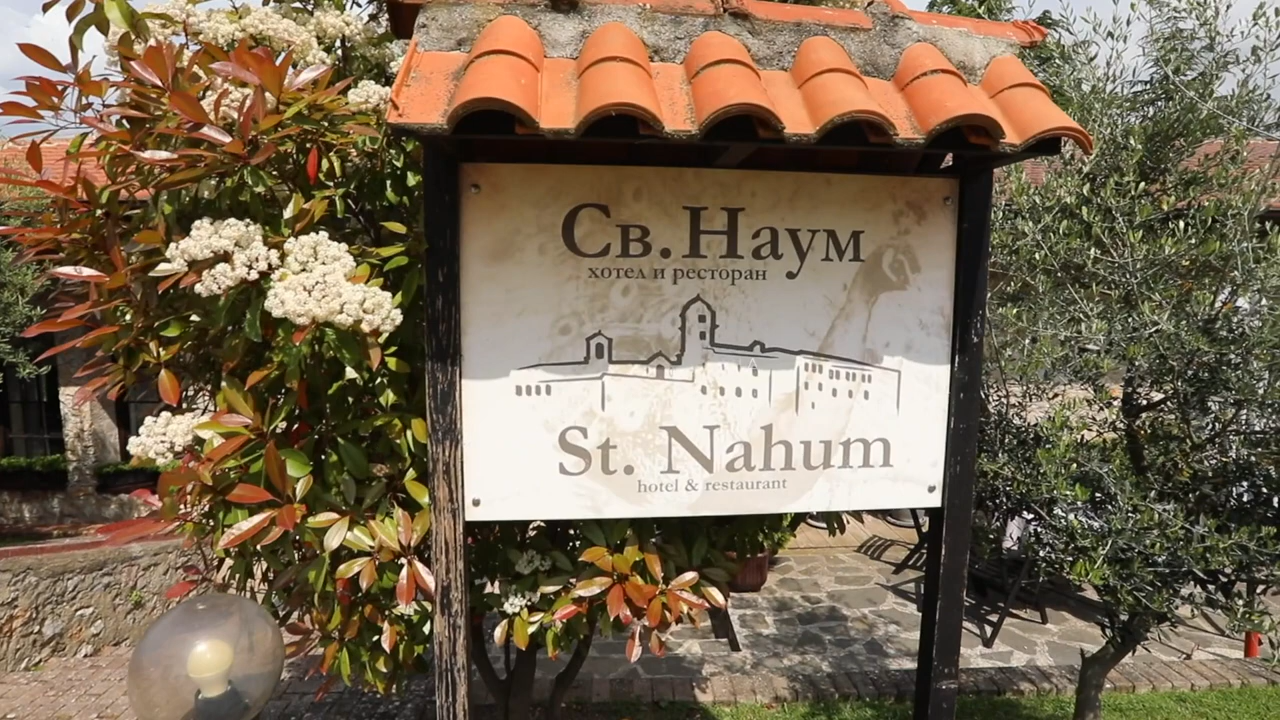 Св.Наум
хотел и ресторан
St. Nahum
hotel & restaurant